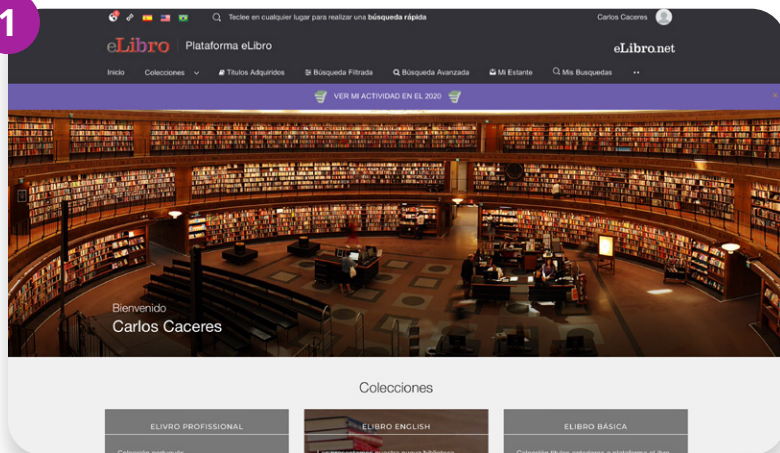 1
Teclee en cualquier lugar para realizar una búsqueda rápida
Carlos Caceres
eLibro Plataforma eLibro
eLibro.net
Inicio Colecciones Titulos Adquiridos Búsqueda Filtrada Búsqueda Avanzada Mi Estante Mis Busquedas
VER MI ACTIVIDAD EN EL 2020
Bienvenido
Carlos Caceres
Colecciones
ELIVRO PROFISSIONAL
ELIBRO ENGLISH
ELIBRO BÁSICA